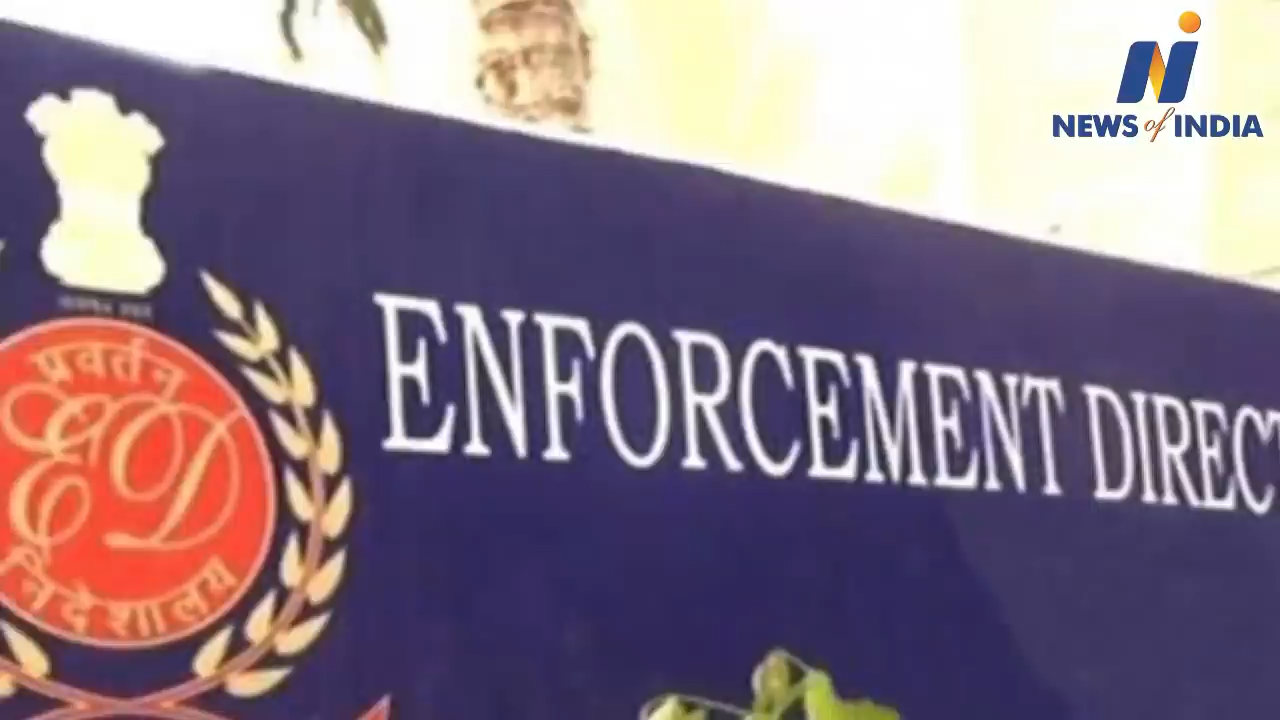 NEWS of INDIA
प्रवर्तन
ED
निदेशालय
ENFORCEMENT DIRECT